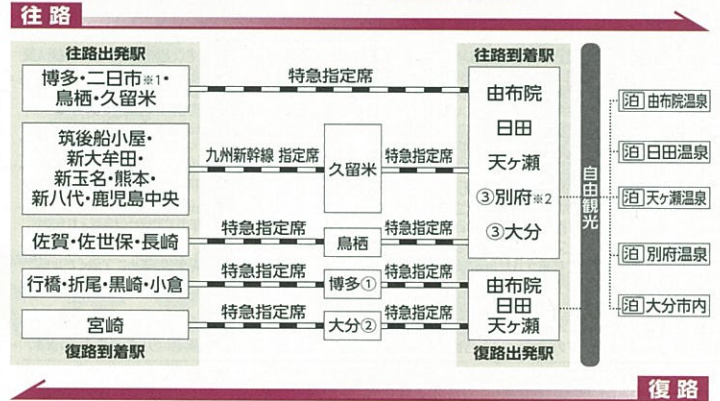 往路
往路出発駅
博多・二日市※1・
鳥栖・久留米
特急指定席
往路到着駅
由布院
日田
天ヶ瀬
③別府※2
③大分
筑後船小屋・
新大牟田・
新玉名・熊本・
新八代・鹿児島中央
九州新幹線 指定席
久留米
特急指定席
佐賀・佐世保・長崎
特急指定席
鳥栖
特急指定席
行橋・折尾・黒崎・小倉
特急指定席
博多①
特急指定席
由布院
日田
天ヶ瀬
宮崎
特急指定席
大分②
特急指定席
復路到着駅
復路出発駅
自由観光
泊 由布院温泉
泊 日田温泉
泊 天ヶ瀬温泉
泊 別府温泉
泊 大分市内
復路